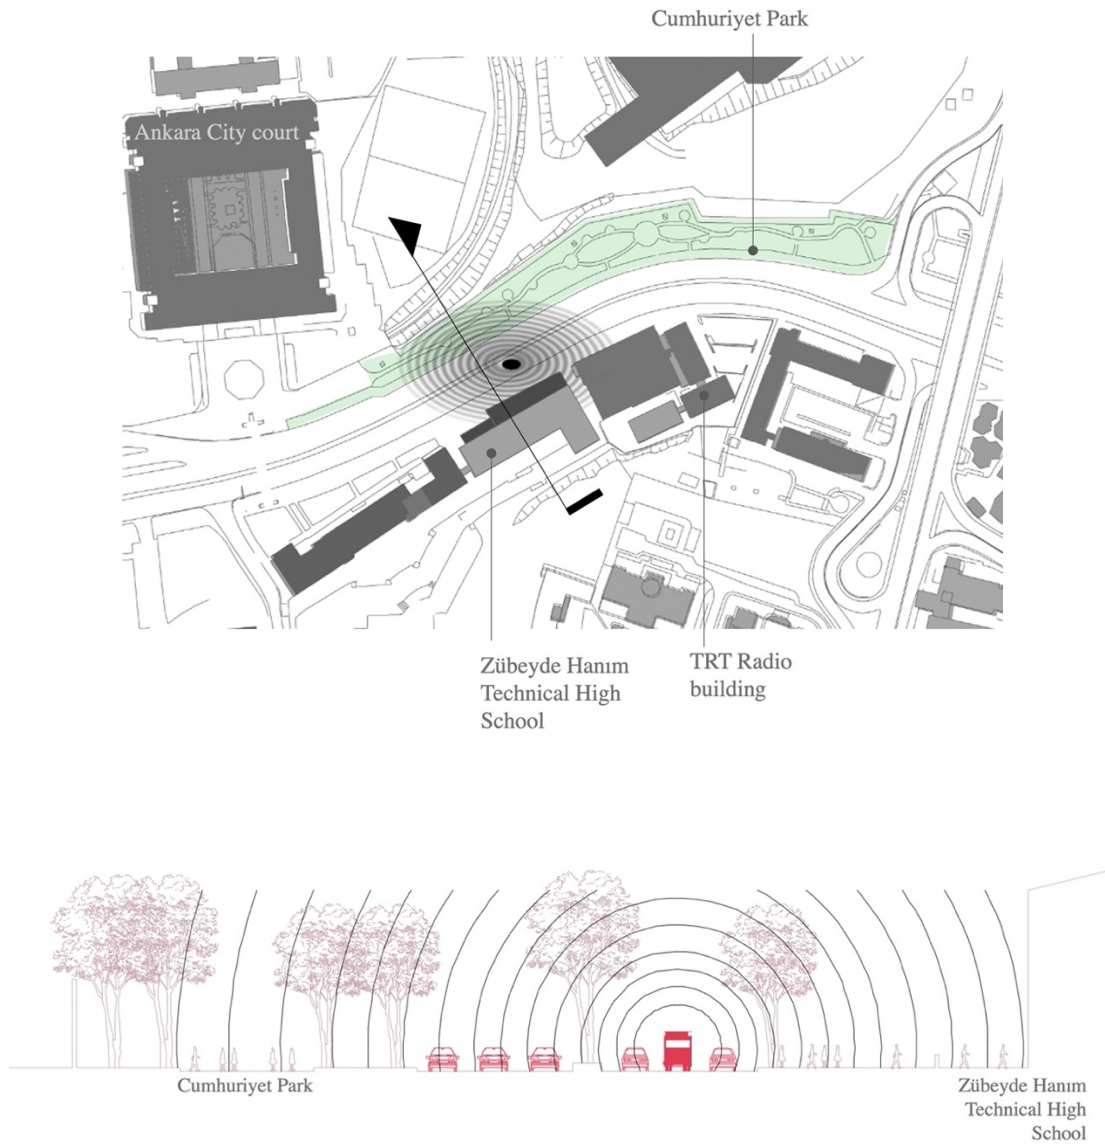 Cumhuriyet Park
Ankara City court
Zübeyde Hanım
Technical High
School
TRT Radio
building
Cumhuriyet Park
Zübeyde Hanım
Technical High
School